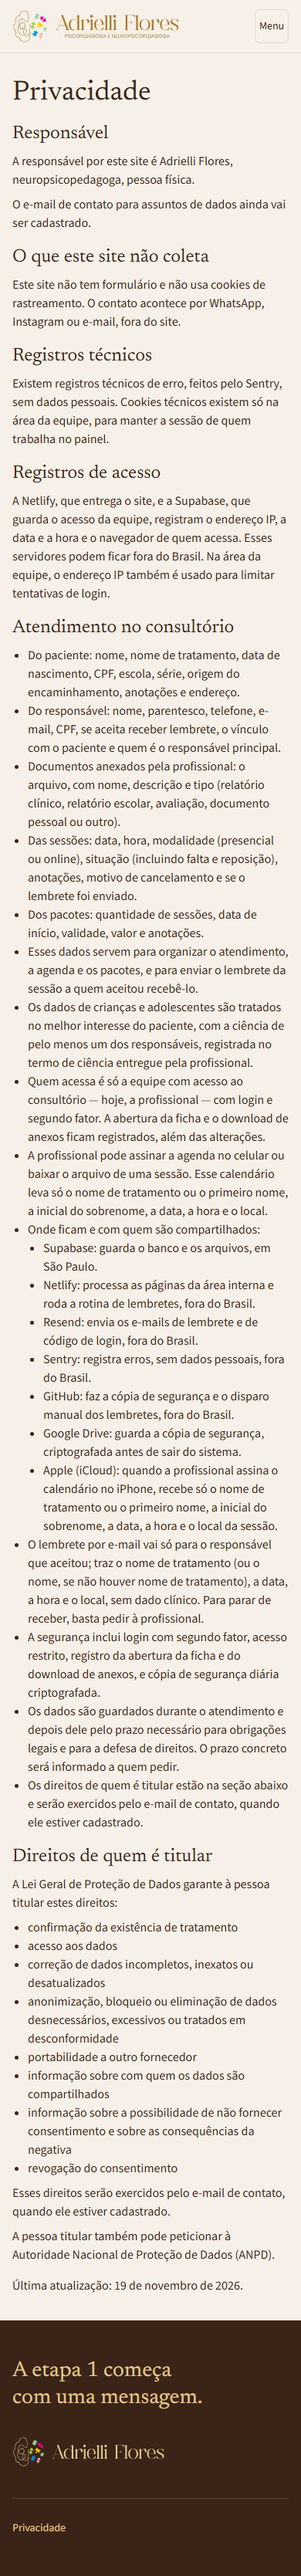 Adrielli Flores
PSICOPEDAGOGA E NEUROPSICOPEDAGOGA
Menu
Privacidade
Responsável
A responsável por este site é Adrielli Flores,
neuropsicopedagoga, pessoa física.
O e-mail de contato para assuntos de dados ainda vai
ser cadastrado.
O que este site não coleta
Este site não tem formulário e não usa cookies de
rastreamento. O contato acontece por WhatsApp,
Instagram ou e-mail, fora do site.
Registros técnicos
Existem registros técnicos de erro, feitos pelo Sentry,
sem dados pessoais. Cookies técnicos existem só na
área da equipe, para manter a sessão de quem
trabalha no painel.
Registros de acesso
A Netlify, que entrega o site, e a Supabase, que
guarda o acesso da equipe, registram o endereço IP, a
data e a hora e o navegador de quem acessa. Esses
servidores podem ficar fora do Brasil. Na área da
equipe, o endereço IP também é usado para limitar
tentativas de login.
Atendimento no consultório
• Do paciente: nome, nome de tratamento, data de
nascimento, CPF, escola, série, origem do
encaminhamento, anotações e endereço.
• Do responsável: nome, parentesco, telefone, e-
mail, CPF, se aceita receber lembrete, o vínculo
com o paciente e quem é o responsável principal.
• Documentos anexados pela profissional: o
arquivo, com nome, descrição e tipo (relatório
clínico, relatório escolar, avaliação, documento
pessoal ou outro).
• Das sessões: data, hora, modalidade (presencial
ou online), situação (incluindo falta e reposição),
anotações, motivo de cancelamento e se o
lembrete foi enviado.
• Dos pacotes: quantidade de sessões, data de
início, validade, valor e anotações.
• Esses dados servem para organizar o atendimento,
a agenda e os pacotes, e para enviar o lembrete da
sessão a quem aceitou recebê-lo.
• Os dados de crianças e adolescentes são tratados
no melhor interesse do paciente, com a ciência de
pelo menos um dos responsáveis, registrada no
termo de ciência entregue pela profissional.
• Quem acessa é só a equipe com acesso ao
consultório — hoje, a profissional — com login e
segundo fator. A abertura da ficha e o download de
anexos ficam registrados, além das alterações.
• A profissional pode assinar a agenda no celular ou
baixar o arquivo de uma sessão. Esse calendário
leva só o nome de tratamento ou o primeiro nome,
a inicial do sobrenome, a data, a hora e o local.
• Onde ficam e com quem são compartilhados:
• Supabase: guarda o banco e os arquivos, em
São Paulo.
• Netlify: processa as páginas da área interna e
roda a rotina de lembretes, fora do Brasil.
• Resend: envia os e-mails de lembrete e de
código de login, fora do Brasil.
• Sentry: registra erros, sem dados pessoais, fora
do Brasil.
• GitHub: faz a cópia de segurança e o disparo
manual dos lembretes, fora do Brasil.
• Google Drive: guarda a cópia de segurança,
criptografada antes de sair do sistema.
• Apple (iCloud): quando a profissional assina o
calendário no iPhone, recebe só o nome de
tratamento ou o primeiro nome, a inicial do
sobrenome, a data, a hora e o local da sessão.
• O lembrete por e-mail vai só para o responsável
que aceitou; traz o nome de tratamento (ou o
nome, se não houver nome de tratamento), a data,
a hora e o local, sem dado clínico. Para parar de
receber, basta pedir à profissional.
• A segurança inclui login com segundo fator, acesso
restrito, registro da abertura da ficha e do
download de anexos, e cópia de segurança diária
criptografada.
• Os dados são guardados durante o atendimento e
depois dele pelo prazo necessário para obrigações
legais e para a defesa de direitos. O prazo concreto
será informado a quem pedir.
• Os direitos de quem é titular estão na seção abaixo
e serão exercidos pelo e-mail de contato, quando
ele estiver cadastrado.
Direitos de quem é titular
A Lei Geral de Proteção de Dados garante à pessoa
titular estes direitos:
• confirmação da existência de tratamento
• acesso aos dados
• correção de dados incompletos, inexatos ou
desatualizados
• anonimização, bloqueio ou eliminação de dados
desnecessários, excessivos ou tratados em
desconformidade
• portabilidade a outro fornecedor
• informação sobre com quem os dados são
compartilhados
• informação sobre a possibilidade de não fornecer
consentimento e sobre as consequências da
negativa
• revogação do consentimento
Esses direitos serão exercidos pelo e-mail de contato,
quando ele estiver cadastrado.
A pessoa titular também pode peticionar à
Autoridade Nacional de Proteção de Dados (ANPD).
Última atualização: 19 de novembro de 2026.
A etapa 1 começa
com uma mensagem.
Adrielli Flores
Privacidade